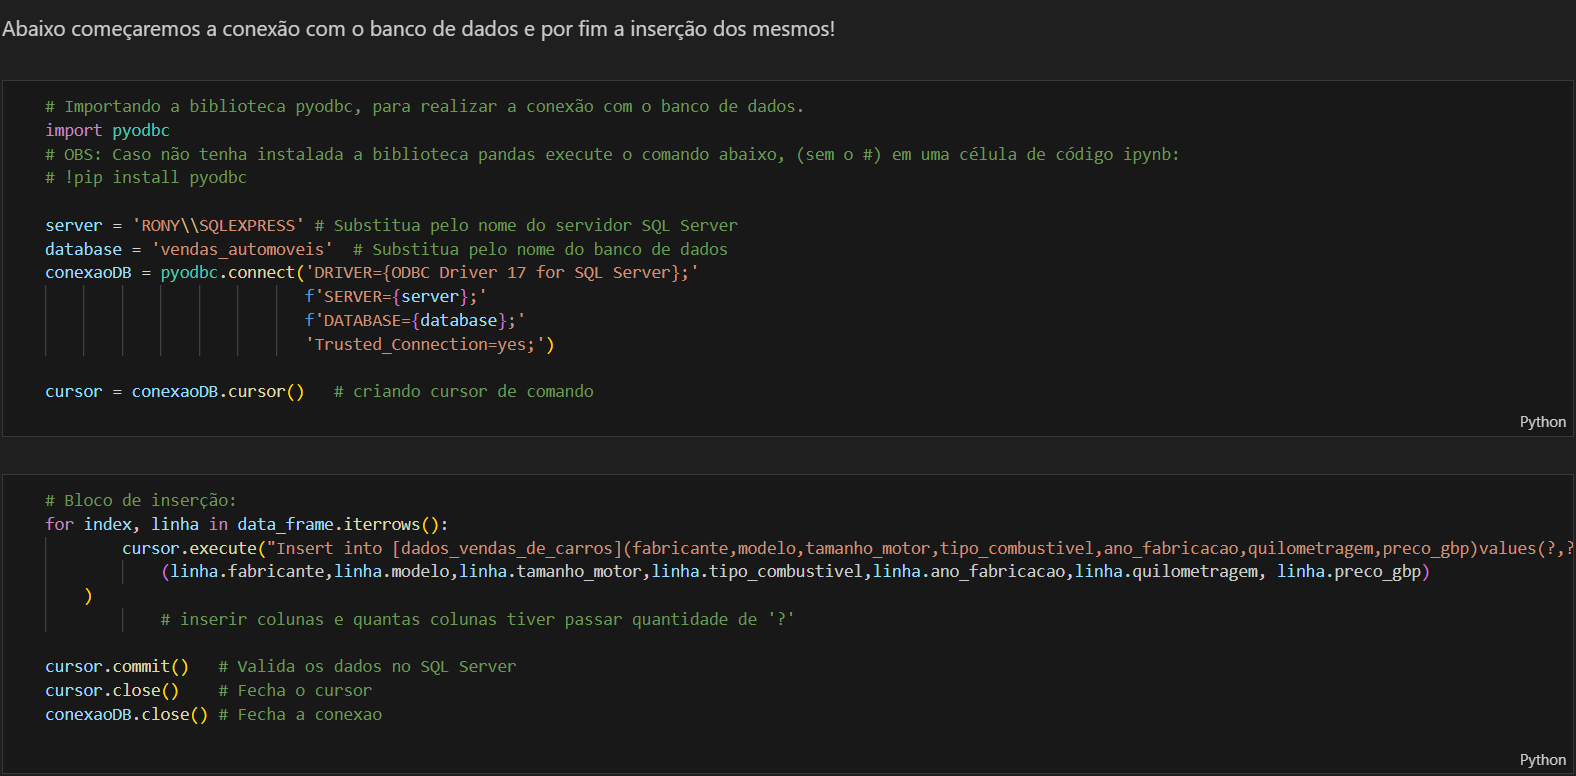 Abaixo começaremos a conexão com o banco de dados e por fim a inserção dos mesmos!
# Importando a biblioteca pyodbc, para realizar a conexão com o banco de dados.
import pyodbc
# OBS: Caso não tenha instalada a biblioteca pandas execute o comando abaixo, (sem o #) em uma célula de código ipynb:
# !pip install pyodbc
server = 'RONY\\SQLEXPRESS' # Substitua pelo nome do servidor SQL Server
database = 'vendas_automoveis'  # Substitua pelo nome do banco de dados
conexaoDB = pyodbc.connect('DRIVER={ODBC Driver 17 for SQL Server};'
f'SERVER={server};'
f'DATABASE={database};'
'Trusted_Connection=yes;')
cursor = conexaoDB.cursor()   # criando cursor de comando
Python
# Bloco de inserção:
for index, linha in data_frame.iterrows():
cursor.execute("Insert into [dados_vendas_de_carros](fabricante,modelo,tamanho_motor,tipo_combustivel,ano_fabricacao,quilometragem,preco_gbp)values(?,?
(linha.fabricante,linha.modelo,linha.tamanho_motor,linha.tipo_combustivel,linha.ano_fabricacao,linha.quilometragem, linha.preco_gbp)
)
# inserir colunas e quantas colunas tiver passar quantidade de '?'
cursor.commit()   # Valida os dados no SQL Server
cursor.close()    # Fecha o cursor
conexaoDB.close() # Fecha a conexao
Python